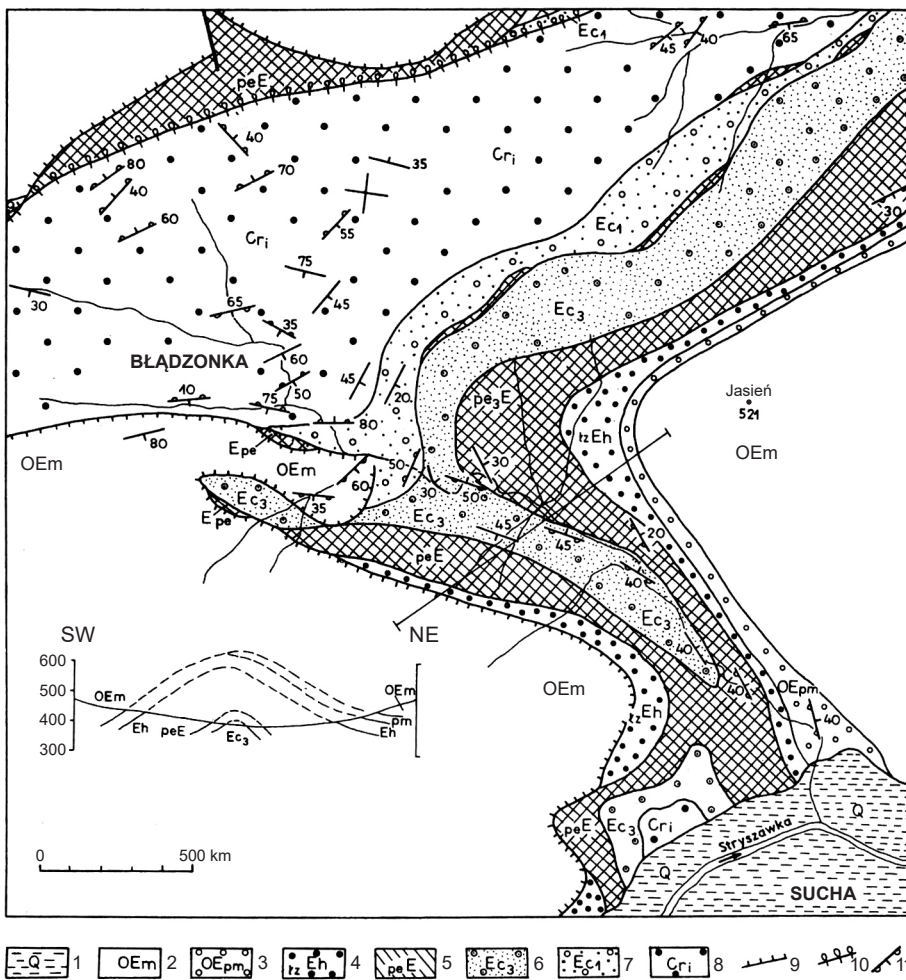 Ec1
45
40
65
peE
40
80
40
70
35
Cri
60
55
Cri
Ec1
30
75
45
30
65
35
Ec3
BŁĄDZONKA
60
50
45
20
10
75
80
Jasień
521
pe3E
łzEh
OEm
80
Epe
OEm
OEm
50
30
60
30
50
Ec3
35
Ec3
45
45
20
Epe
peE
40
SW
NE
Ec3
40
600
500
400
300
OEm
OEm
pm
Eh
Eh
peE
Ec3
OEm
łzEh
40
OEpm
40
peE
Ec3
Cri
Q
Stryszawka
Q
0
500 km
SUCHA
Q 1 OEm 2 OEpm 3 łzEh 4 peE 5 Ec3 6 Ec1 7 Cri 8 9 10 11